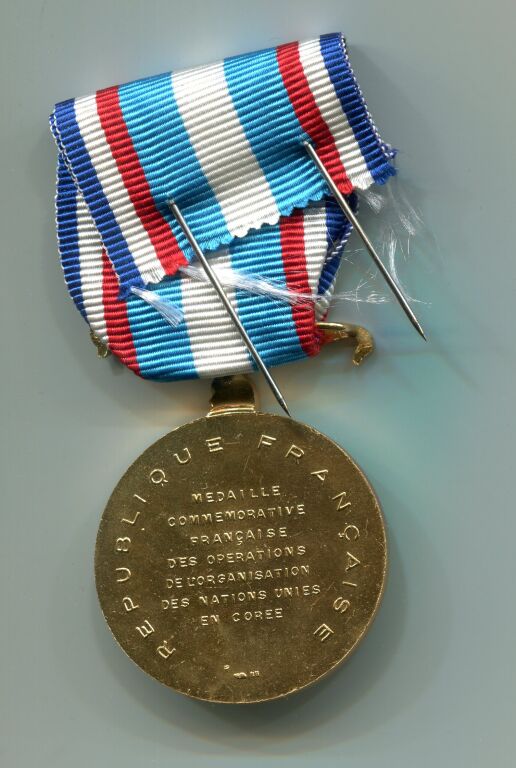 REPUBLIQUE FRANÇAISE
MEDAILLE
COMMEMORATIVE
FRANÇAISE
DES OPERATIONS
DE L'ORGANISATION
DES NATIONS UNIES
EN COREE